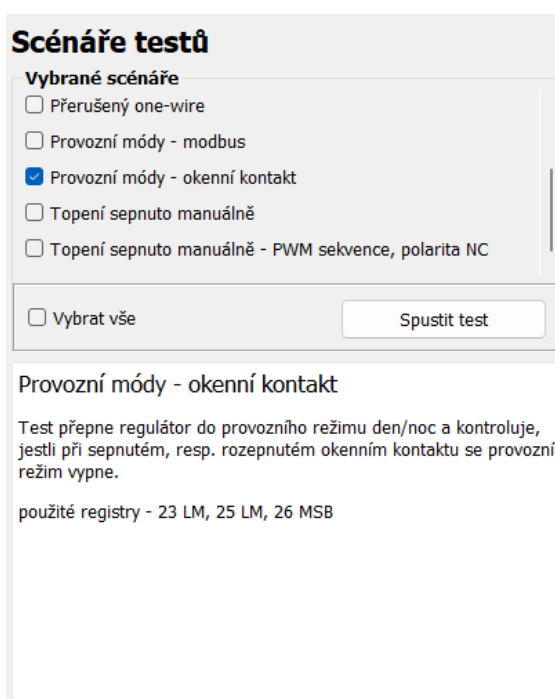 Scénáře testů
Vybrané scénáře
Přerušený one-wire
Provozní módy - modbus
Provozní módy - okenní kontakt
Topení sepnuto manuálně
Topení sepnuto manuálně - PWM sekvence, polarita NC
Vybrat vše
Spustit test
Provozní módy - okenní kontakt
Test přepne regulátor do provozního režimu den/noc a kontroluje,
jestli při sepnutém, resp. rozepnutém okenním kontaktu se provozní
režim vypne.
použité registry - 23 LM, 25 LM, 26 MSB